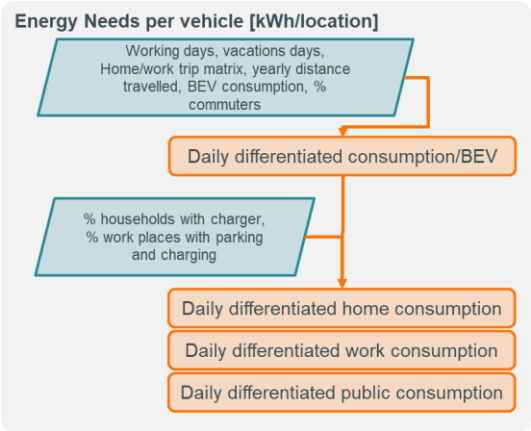 Energy Needs per vehicle [kWh/location]
Working days, vacations days,
Home/work trip matrix, yearly distance
travelled, BEV consumption, %
commuters
Daily differentiated consumption/BEV
% households with charger,
% work places with parking
and charging
Daily differentiated home consumption
Daily differentiated work consumption
Daily differentiated public consumption